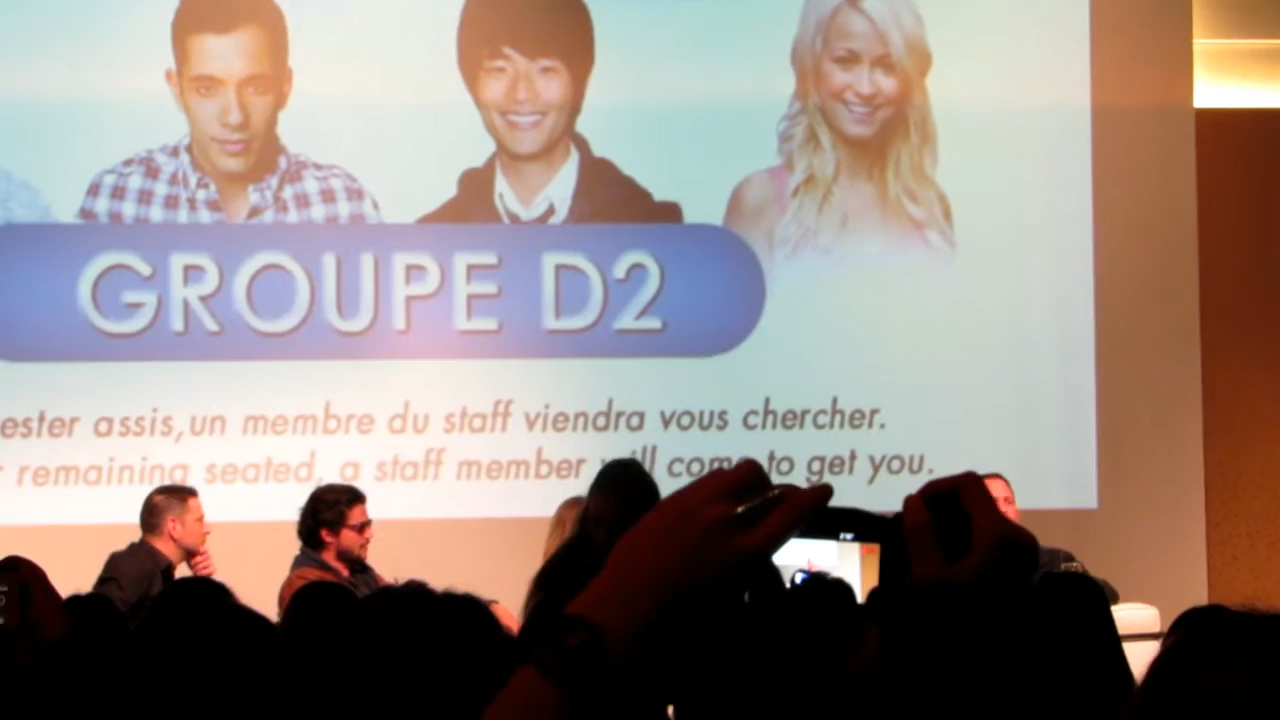 GROUPE D2
ester assis, un membre du staff viendra vous chercher.
r remaining seated, a staff member will come to get you.